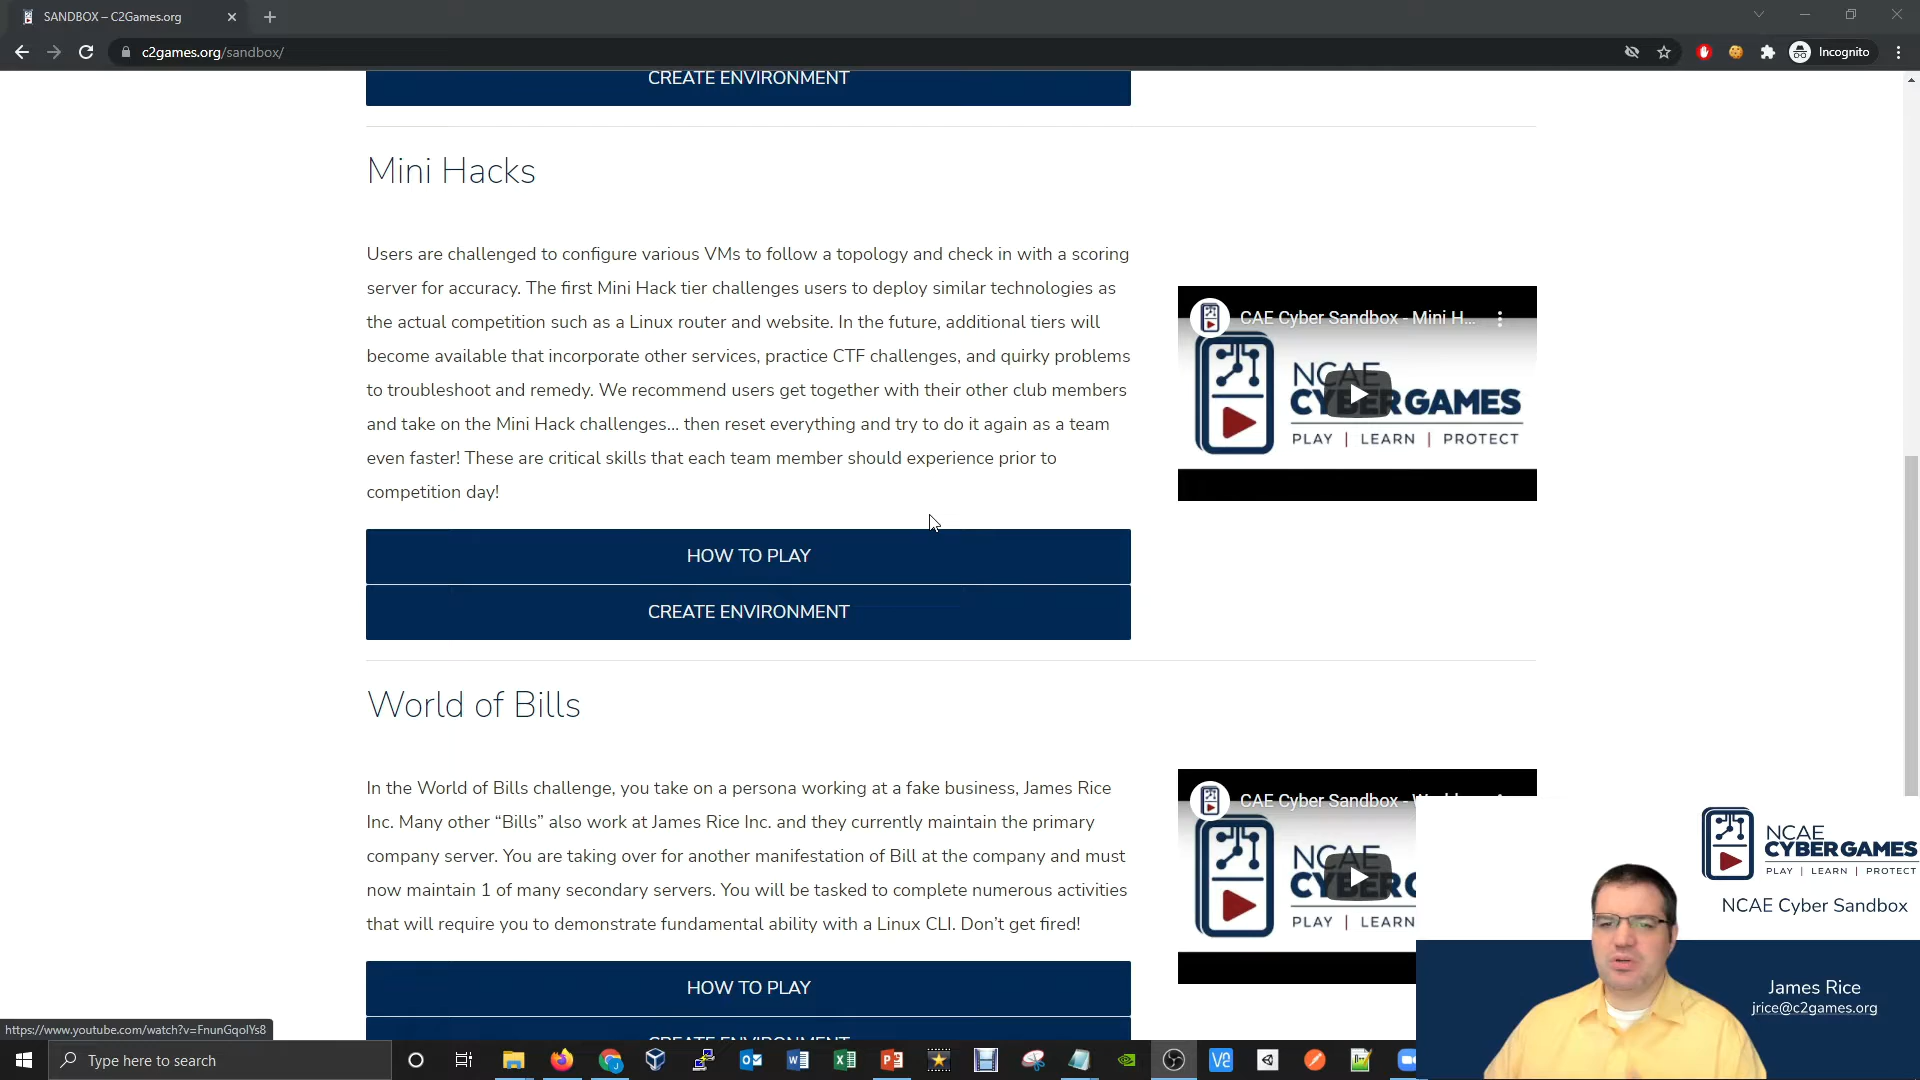 SANDBOX – C2Games.org
c2games.org/sandbox/
Incognito
CREATE ENVIRONMENT
Mini Hacks
Users are challenged to configure various VMs to follow a topology and check in with a scoring
server for accuracy. The first Mini Hack tier challenges users to deploy similar technologies as
the actual competition such as a Linux router and website. In the future, additional tiers will
become available that incorporate other services, practice CTF challenges, and quirky problems
to troubleshoot and remedy. We recommend users get together with their other club members
and take on the Mini Hack challenges... then reset everything and try to do it again as a team
even faster! These are critical skills that each team member should experience prior to
competition day!
CAE Cyber Sandbox - Mini H...
NCAE
CYBERGAMES
PLAY | LEARN | PROTECT
HOW TO PLAY
CREATE ENVIRONMENT
World of Bills
In the World of Bills challenge, you take on a persona working at a fake business, James Rice
Inc. Many other “Bills” also work at James Rice Inc. and they currently maintain the primary
company server. You are taking over for another manifestation of Bill at the company and must
now maintain 1 of many secondary servers. You will be tasked to complete numerous activities
that will require you to demonstrate fundamental ability with a Linux CLI. Don’t get fired!
CAE Cyber Sandbox -
NCAE
PLAY | LEARN | PROTECT
HOW TO PLAY
CREATE ENVIRONMENT
NCAE
CYBERGAMES
PLAY | LEARN | PROTECT
NCAE Cyber Sandbox
James Rice
jrice@c2games.org
https://www.youtube.com/watch?v=FnunGqoIYs8
Type here to search